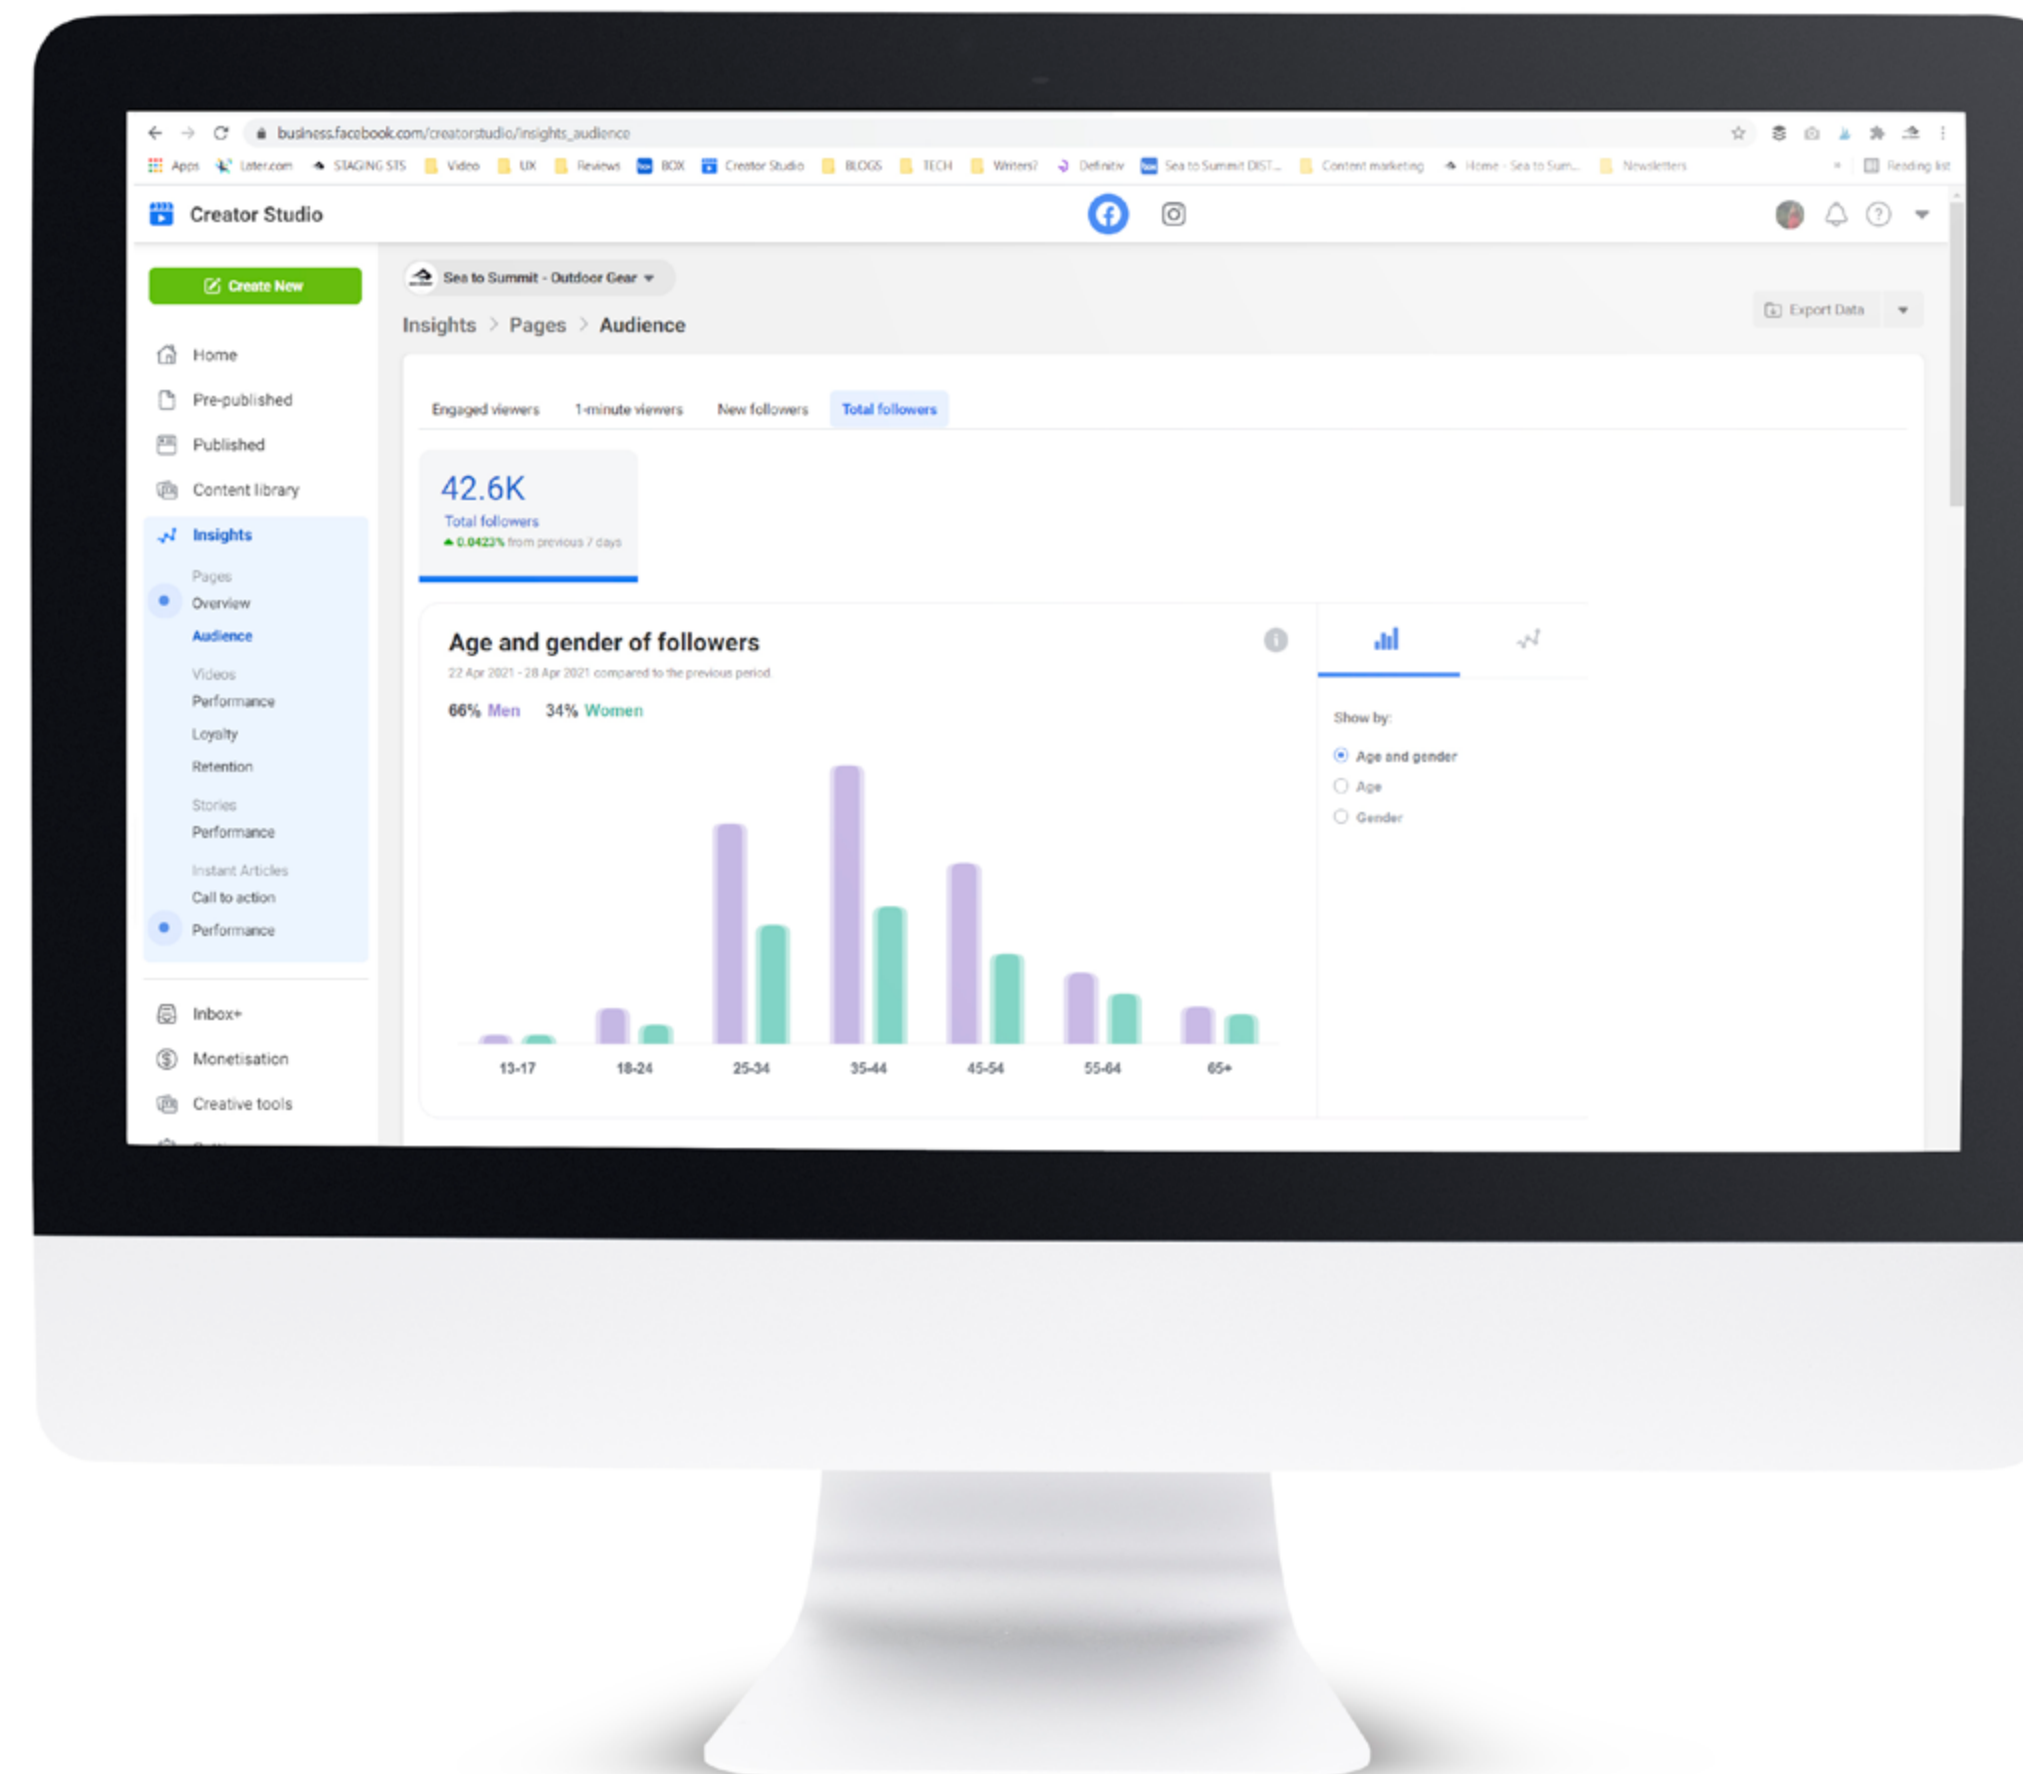 business.facebook.com/creatorstudio/insights_audience
Apps Later.com STAGING STS Video UX Reviews BOX Creator Studio BLOGS TECH Writers? Definitiv Sea to Summit DIST... Content marketing Home - Sea to Sum... Newsletters » Reading list
Creator Studio
Create New
Sea to Summit - Outdoor Gear
Insights > Pages > Audience
Export Data
Home
Pre-published
Published
Content library
Insights
Pages
Overview
Audience
Videos
Performance
Loyalty
Retention
Stories
Performance
Instant Articles
Call to action
Performance
Inbox+
Monetisation
Creative tools
Engaged viewers 1-minute viewers New followers Total followers
42.6K
Total followers
0.0423% from previous 7 days
Age and gender of followers
22 Apr 2021 - 28 Apr 2021 compared to the previous period
66% Men 34% Women
13-17 18-24 25-34 35-44 45-54 55-64 65+
Show by:
Age and gender
Age
Gender